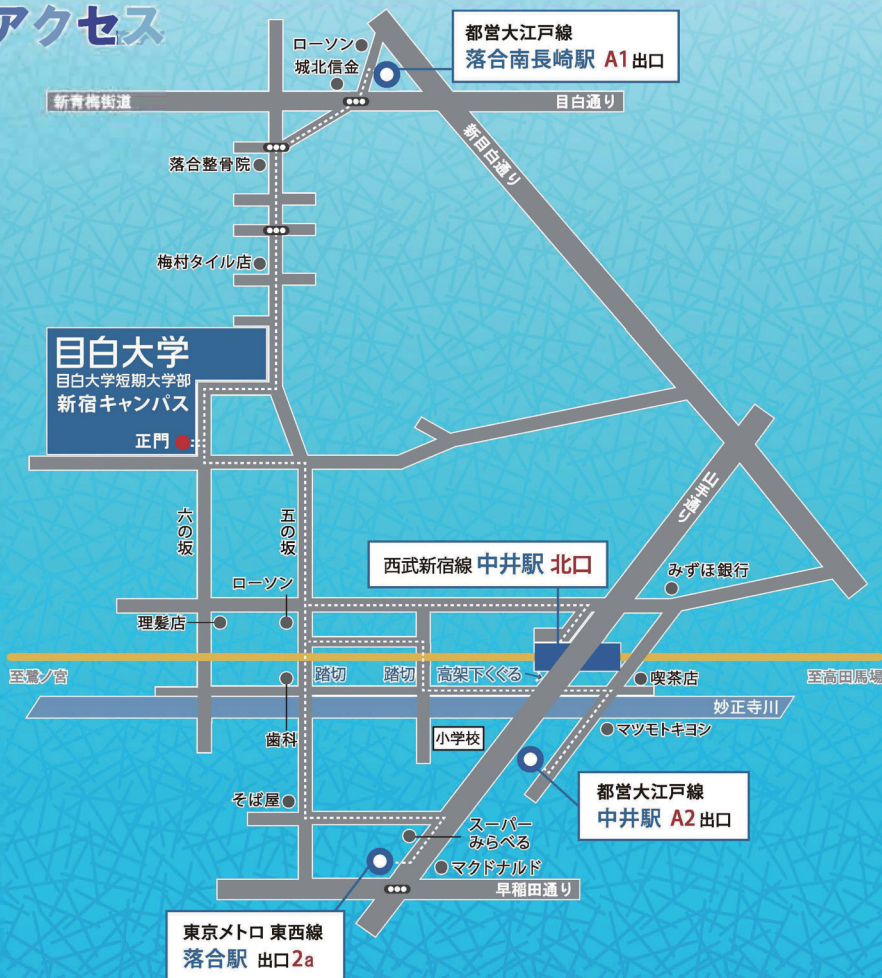 アクセス
都営大江戸線
落合南長崎駅 A1出口
ローソン
城北信金
新青梅街道
目白通り
新目白通り
落合整骨院
梅村タイル店
目白大学
目白大学短期大学部
新宿キャンパス
正門
山手通り
六の坂
五の坂
西武新宿線 中井駅 北口
みずほ銀行
ローソン
理髪店
至鷺ノ宮
踏切
踏切
高架下くぐる
喫茶店
至高田馬場
妙正寺川
歯科
小学校
マツモトキヨシ
都営大江戸線
中井駅 A2出口
そば屋
スーパー
みらべる
マクドナルド
早稲田通り
東京メトロ 東西線
落合駅 出口2a